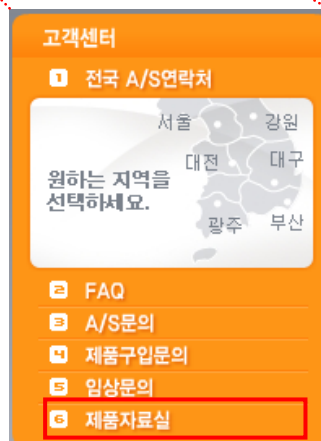 고객센터
1 전국 A/S연락처
서울 강원
대전 대구
원하는 지역을
선택하세요.
광주 부산
2 FAQ
3 A/S문의
4 제품구입문의
5 임상문의
6 제품자료실